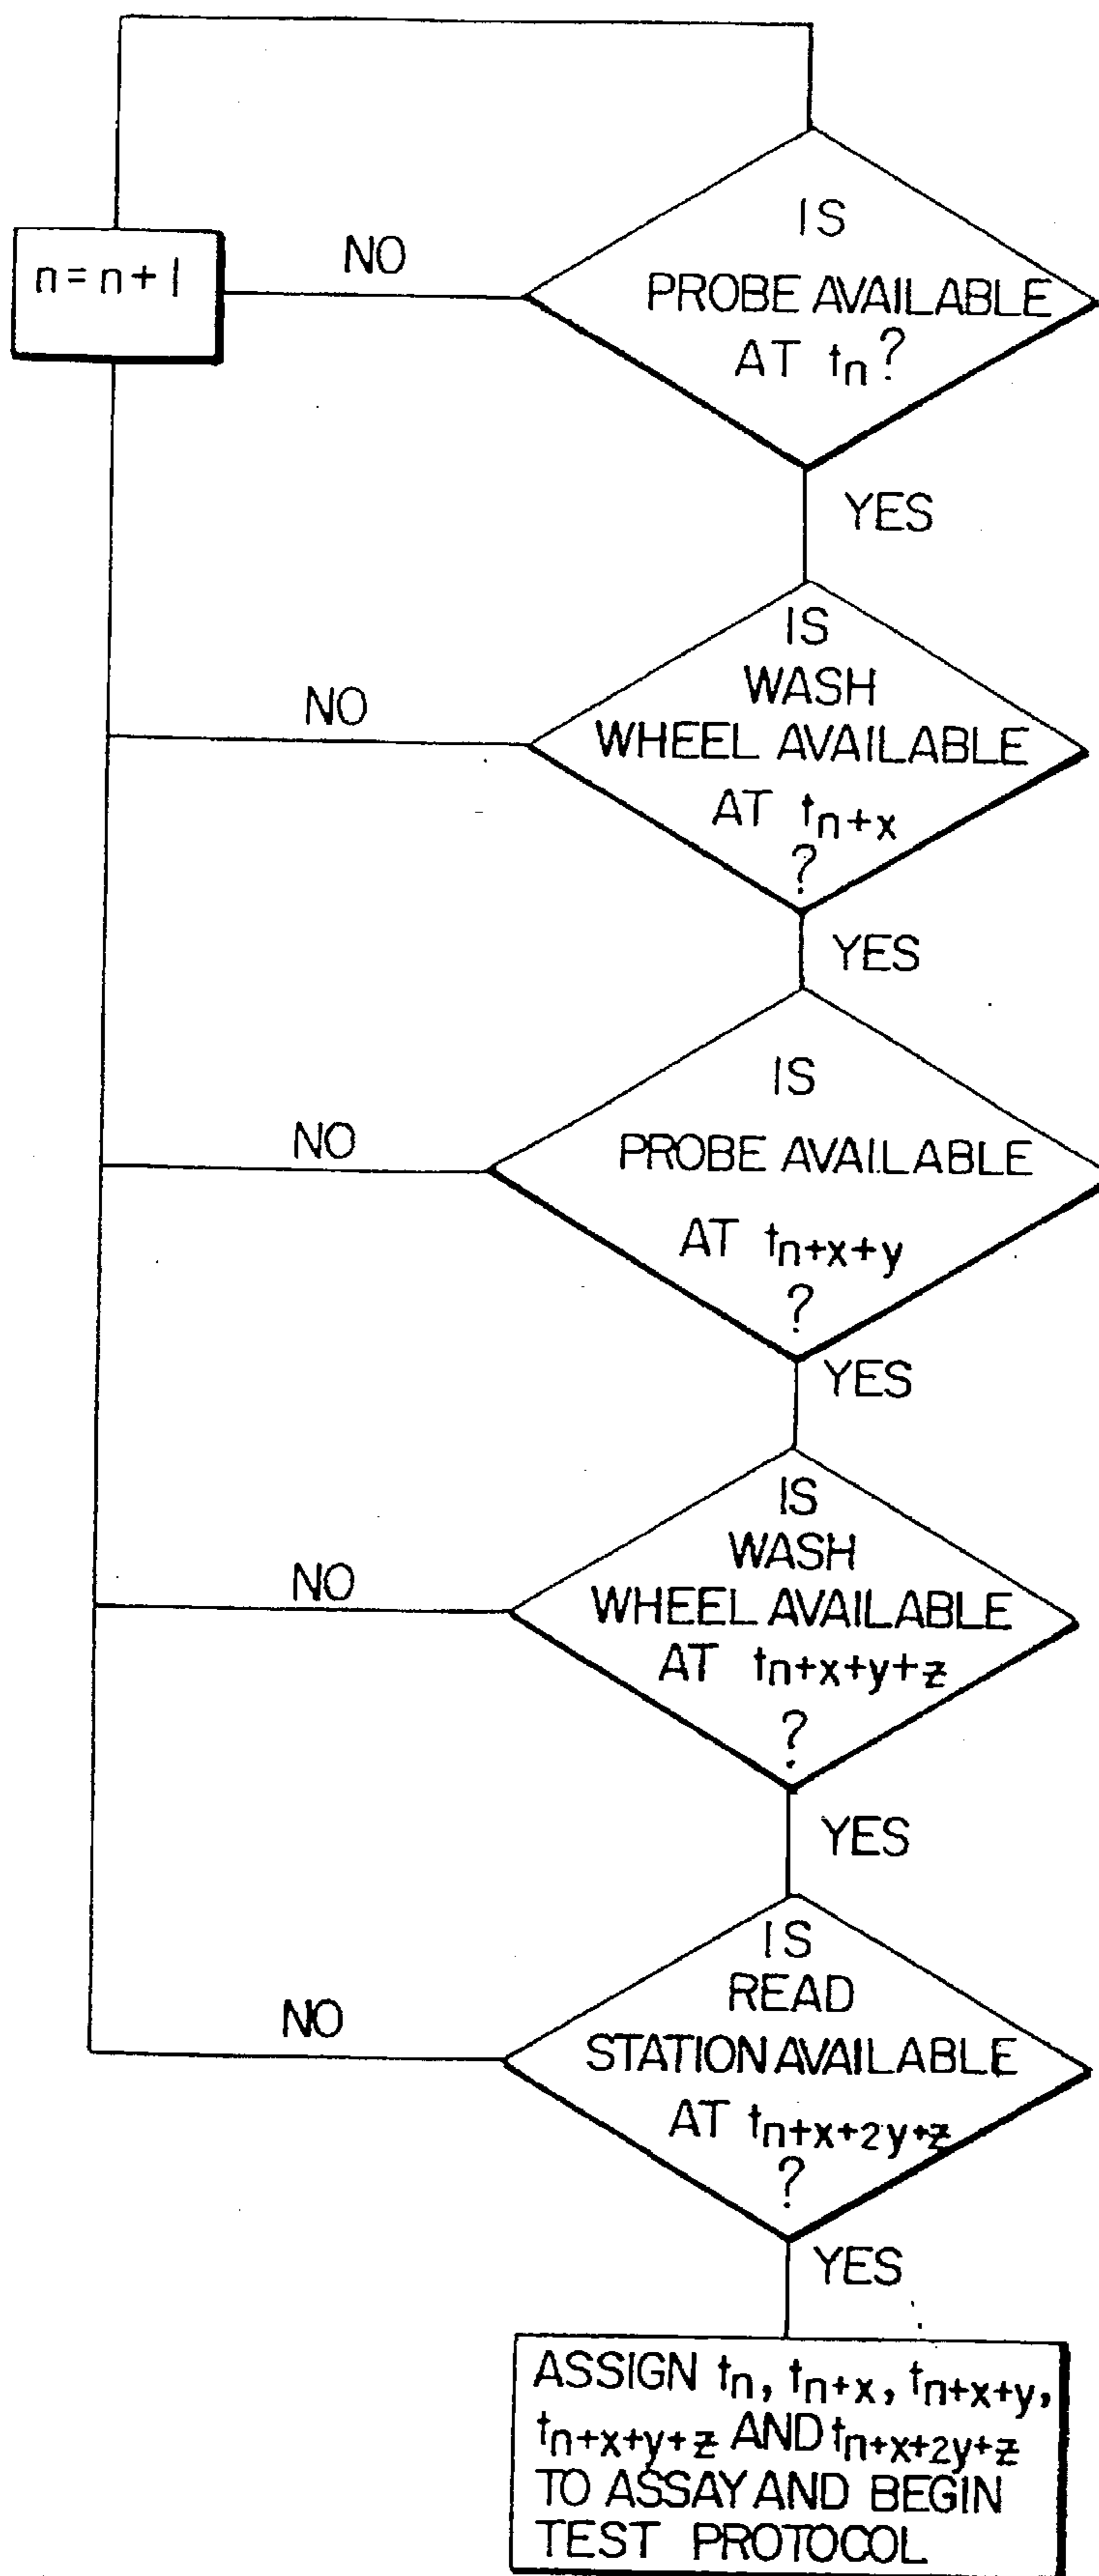 IS
n = n + 1
NO
PROBE AVAILABLE
AT tn?
YES
IS
WASH
NO
WHEEL AVAILABLE
AT tn+x
?
YES
IS
NO
PROBE AVAILABLE
AT tn+x+y
?
YES
IS
WASH
NO
WHEEL AVAILABLE
AT tn+x+y+z
?
YES
IS
READ
NO
STATION AVAILABLE
AT tn+x+2y+z
?
YES
ASSIGN tn, tn+x, tn+x+y,
tn+x+y+z AND tn+x+2y+z
TO ASSAY AND BEGIN
TEST PROTOCOL